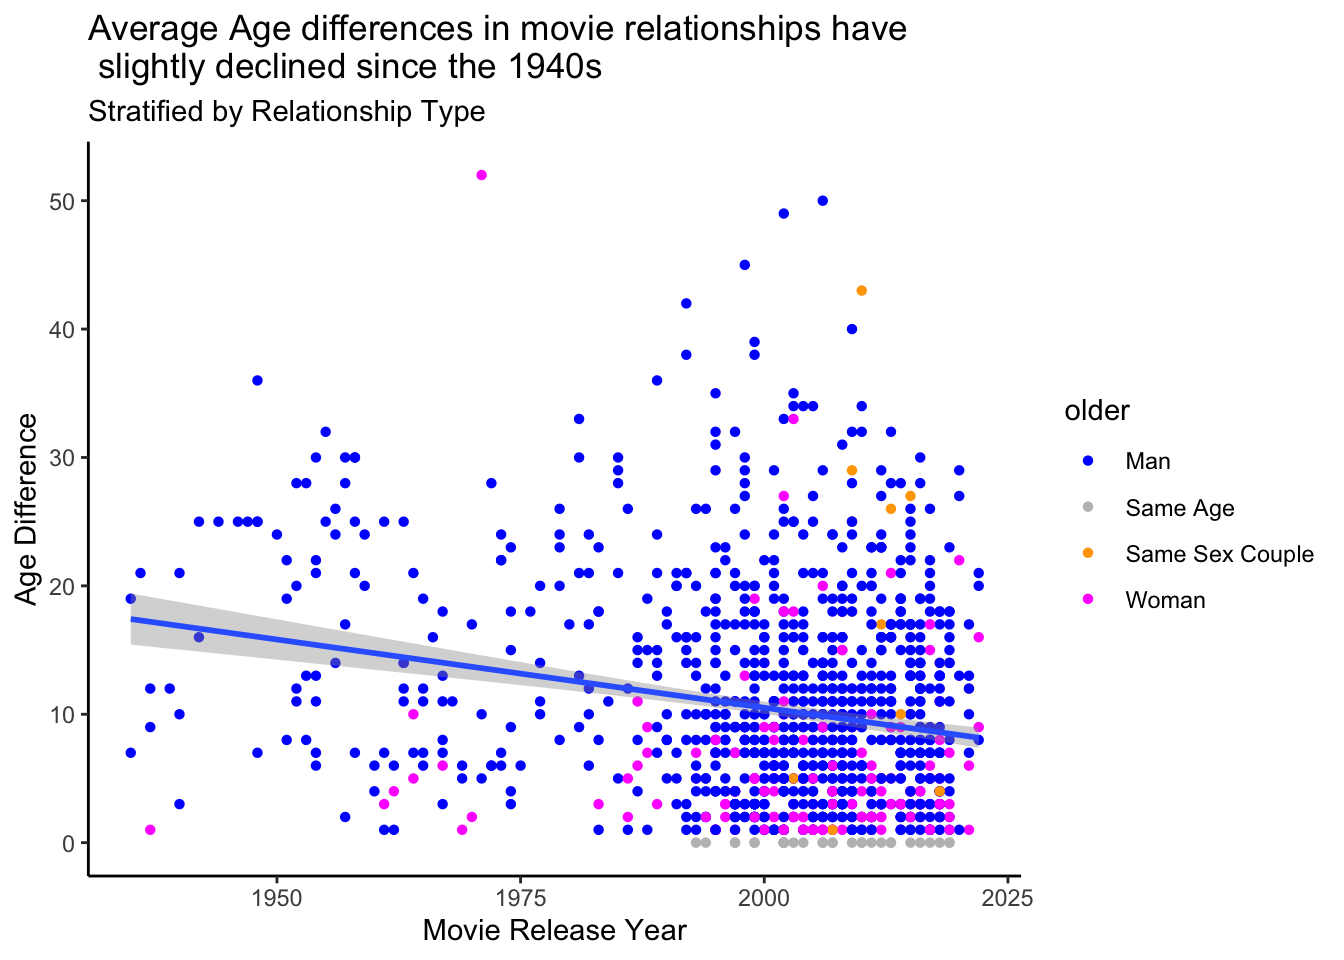 Average Age differences in movie relationships have
slightly declined since the 1940s
Stratified by Relationship Type
50
40
30
20
10
0
Age Difference
1950
1975
2000
2025
Movie Release Year
older
Man
Same Age
Same Sex Couple
Woman